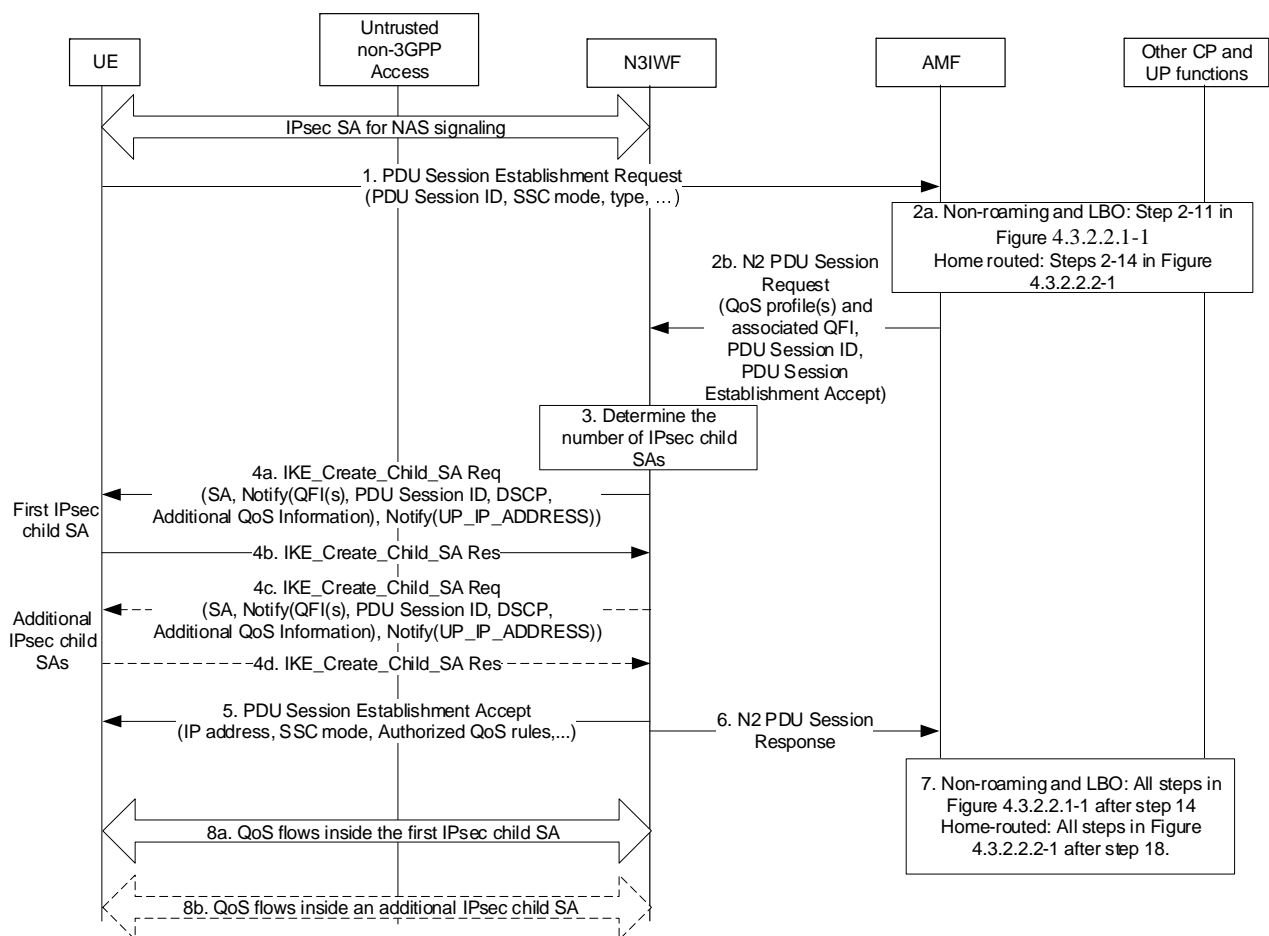 UE
Untrusted
non-3GPP
Access
N3IWF
AMF
Other CP and
UP functions
IPsec SA for NAS signaling
1. PDU Session Establishment Request
(PDU Session ID, SSC mode, type, …)
2a. Non-roaming and LBO: Step 2-11 in
Figure 4.3.2.2.1-1
Home routed: Steps 2-14 in Figure
4.3.2.2.2-1
2b. N2 PDU Session
Request
(QoS profile(s) and
associated QFI,
PDU Session ID,
PDU Session
Establishment Accept)
3. Determine the
number of IPsec child
SAs
First IPsec
child SA
4a. IKE_Create_Child_SA Req
(SA, Notify(QFI(s), PDU Session ID, DSCP,
Additional QoS Information), Notify(UP_IP_ADDRESS))
4b. IKE_Create_Child_SA Res
Additional
IPsec child
SAs
4c. IKE_Create_Child_SA Req
(SA, Notify(QFI(s), PDU Session ID, DSCP,
Additional QoS Information), Notify(UP_IP_ADDRESS))
4d. IKE_Create_Child_SA Res
5. PDU Session Establishment Accept
(IP address, SSC mode, Authorized QoS rules,...)
6. N2 PDU Session
Response
7. Non-roaming and LBO: All steps in
Figure 4.3.2.2.1-1 after step 14
Home-routed: All steps in Figure
4.3.2.2.2-1 after step 18.
8a. QoS flows inside the first IPsec child SA
8b. QoS flows inside an additional IPsec child SA